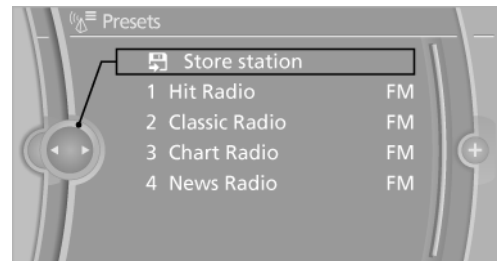 Presets
Store station
1 Hit Radio FM
2 Classic Radio FM
3 Chart Radio FM
4 News Radio FM